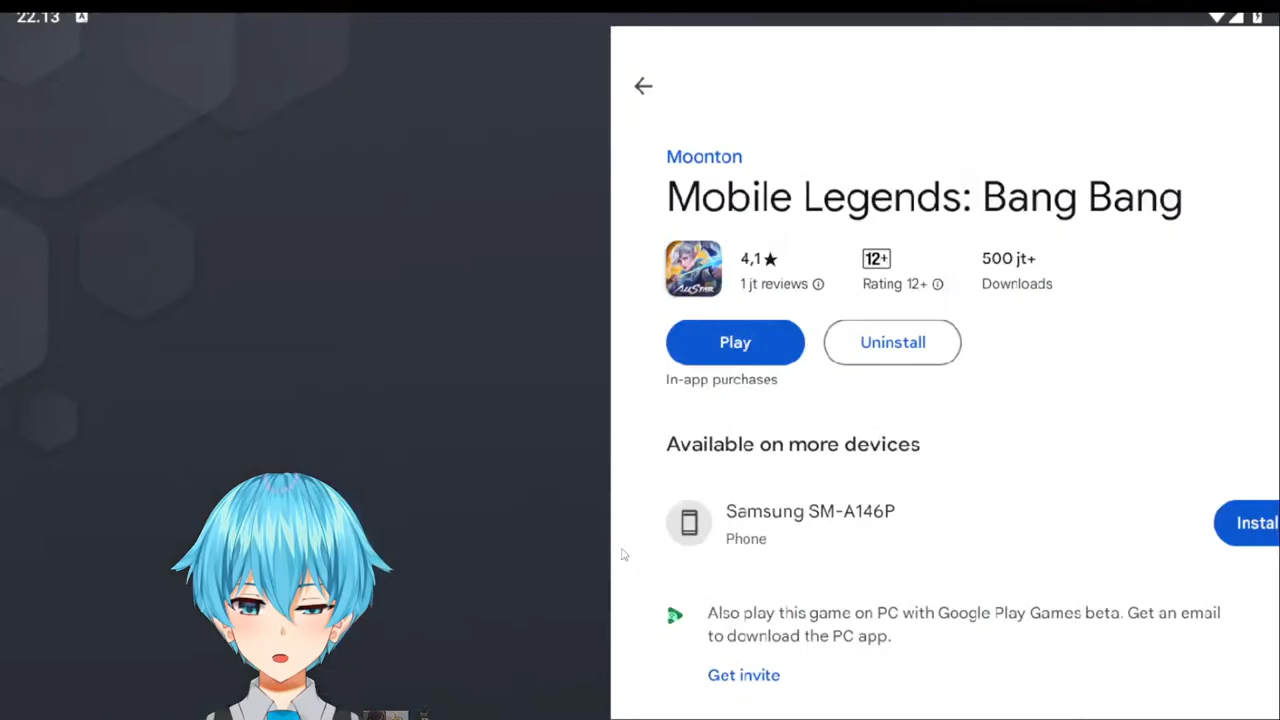 22.13
Moonton
Mobile Legends: Bang Bang
4,1★
1 jt reviews
12+
Rating 12+
500 jt+
Downloads
Play
Uninstall
In-app purchases
Available on more devices
Samsung SM-A146P
Phone
Instal
Also play this game on PC with Google Play Games beta. Get an email
to download the PC app.
Get invite
ALLSTAR